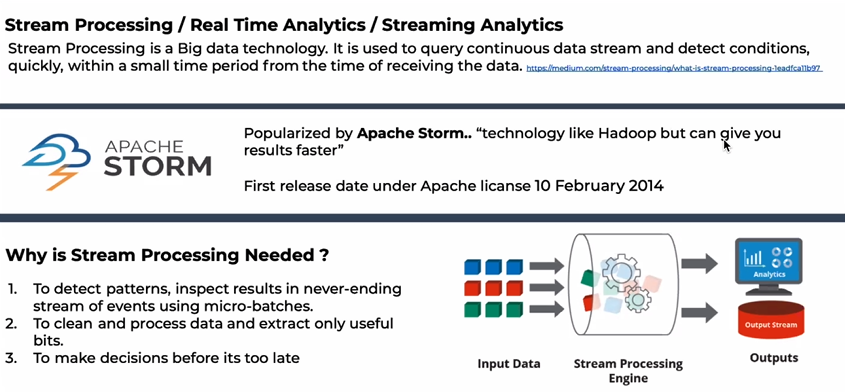 Stream Processing / Real Time Analytics / Streaming Analytics
Stream Processing is a Big data technology. It is used to query continuous data stream and detect conditions,
quickly, within a small time period from the time of receiving the data. https://medium.com/stream-processing/what-is-stream-processing-1eadfca11b97
APACHE
STORM
Popularized by Apache Storm.. “technology like Hadoop but can give you
results faster”
First release date under Apache licanse 10 February 2014
Why is Stream Processing Needed ?
1. To detect patterns, inspect results in never-ending
stream of events using micro-batches.
2. To clean and process data and extract only useful
bits.
3. To make decisions before its too late
Input Data
Stream Processing
Engine
Analytics
Output Stream
Outputs